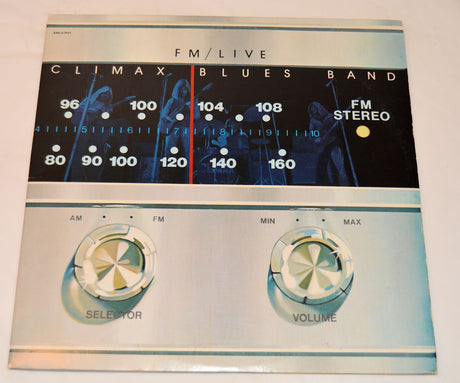 FM/LIVE
CLIMAX BLUES BAND
96 100 104 108
FM
STEREO
4 5 6 7 8 9 10
80 90 100 120 140 160
AM FM
MIN MAX
SELECTOR
VOLUME